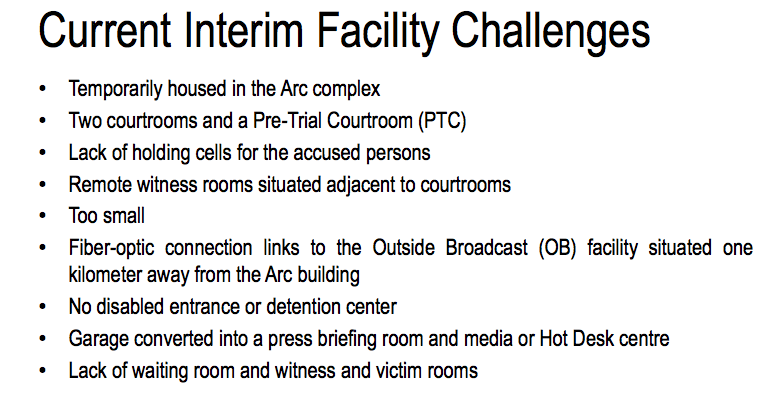 Current Interim Facility Challenges
• Temporarily housed in the Arc complex
• Two courtrooms and a Pre-Trial Courtroom (PTC)
• Lack of holding cells for the accused persons
• Remote witness rooms situated adjacent to courtrooms
• Too small
• Fiber-optic connection links to the Outside Broadcast (OB) facility situated one
kilometer away from the Arc building
• No disabled entrance or detention center
• Garage converted into a press briefing room and media or Hot Desk centre
• Lack of waiting room and witness and victim rooms